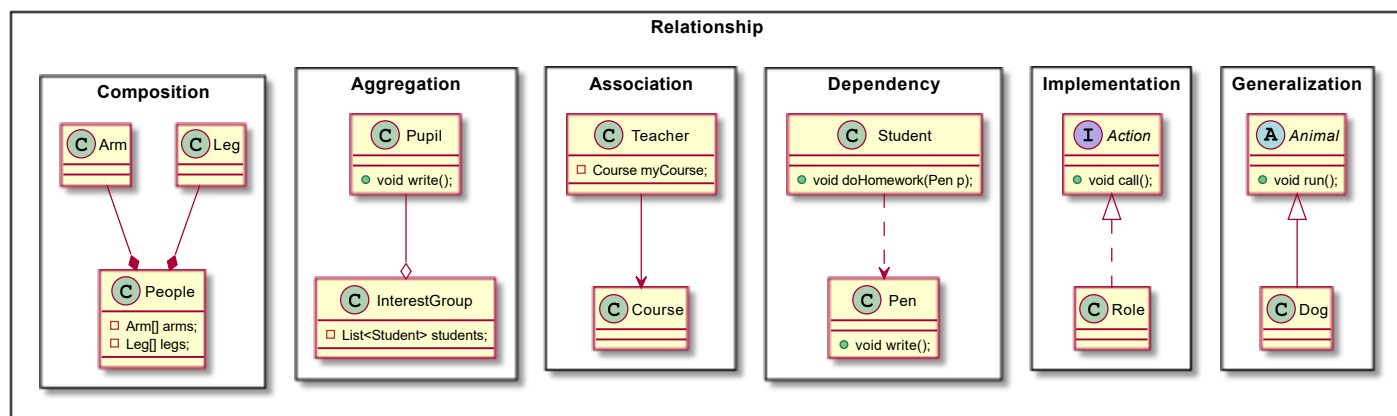 Relationship
Composition
C Arm
C Leg
C People
Arm[] arms;
Leg[] legs;
Aggregation
C Pupil
void write();
C InterestGroup
List<Student> students;
Association
C Teacher
Course myCourse;
C Course
Dependency
C Student
void doHomework(Pen p);
C Pen
void write();
Implementation
I Action
void call();
C Role
Generalization
A Animal
void run();
C Dog